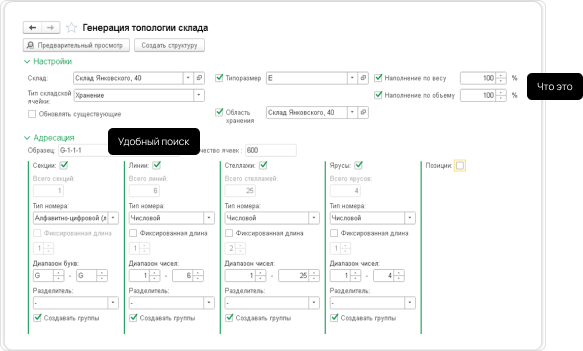 Генерация топологии склада
Предварительный просмотр Создать структуру
Настройки
Склад: Склад Янковского, 40 Типоразмер Е Наполнение по весу 100 %
Что это
Тип складской ячейки: Хранение Наполнение по объему 100 %
Обновлять существующие Область хранения Склад Янковского, 40
Адресация
Удобный поиск
Образец: G-1-1-1 ячеек: 600
Секции: Линии: Стеллажи: Ярусы: Позиции:
Всего секций: Всего линий: Всего стеллажей: Всего ярусов:
1 6 25 4
Тип номера: Тип номера: Тип номера: Тип номера:
Алфавитно-цифровой (л Числовой Числовой Числовой
Фиксированная длина Фиксированная длина Фиксированная длина Фиксированная длина
1 1 2 1
Диапазон букв: Диапазон чисел: Диапазон чисел: Диапазон чисел:
G - G 1 - 6 1 - 25 1 - 4
Разделитель: Разделитель: Разделитель: Разделитель:
- - - -
Создавать группы Создавать группы Создавать группы Создавать группы